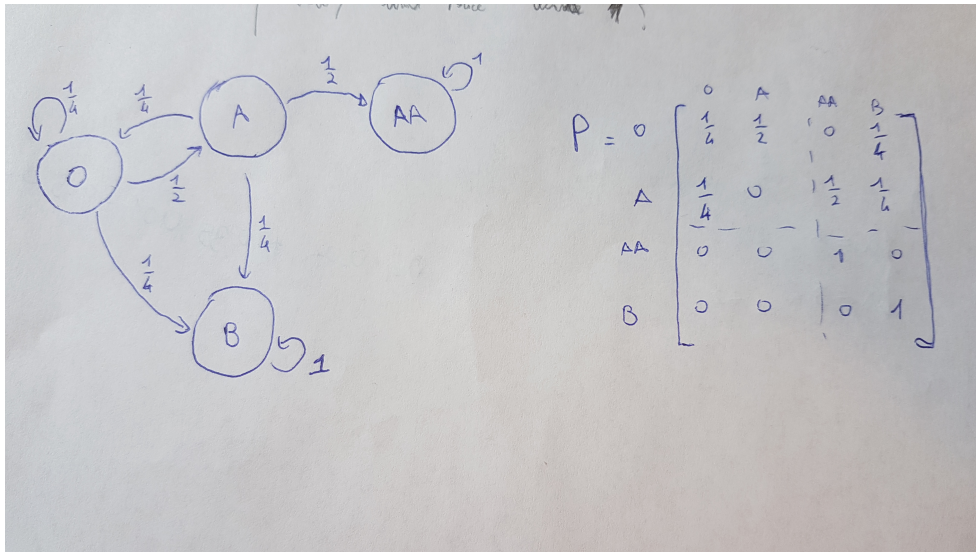 1/4 1/4 1/2 1
O A AA
1/2
1/4 1/4
B 1
O A AA B
P = O 1/4 1/2 0 1/4
A 1/4 0 1/2 1/4
AA 0 0 1 0
B 0 0 0 1